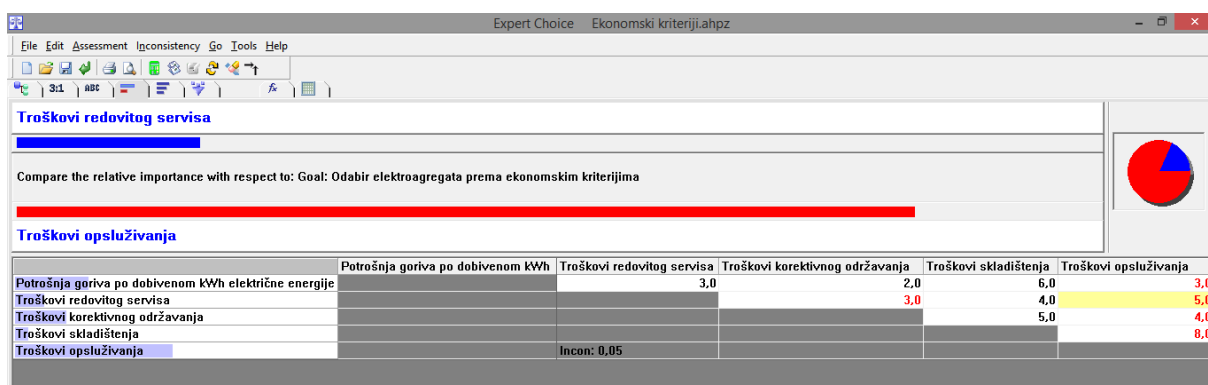 Expert Choice Ekonomski kriteriji.ahpz
File Edit Assessment Inconsistency Go Tools Help
3:1 ABC fx
Troškovi redovitog servisa
Compare the relative importance with respect to: Goal: Odabir elektroagregata prema ekonomskim kriterijima
Troškovi opsluživanja
Potrošnja goriva po dobivenom kWh Troškovi redovitog servisa Troškovi korektivnog održavanja Troškovi skladištenja Troškovi opsluživanja
Potrošnja goriva po dobivenom kWh električne energije 3,0 2,0 6,0 3,0
Troškovi redovitog servisa 3,0 4,0 5,0
Troškovi korektivnog održavanja 5,0 4,0
Troškovi skladištenja 8,0
Troškovi opsluživanja Incon: 0,05